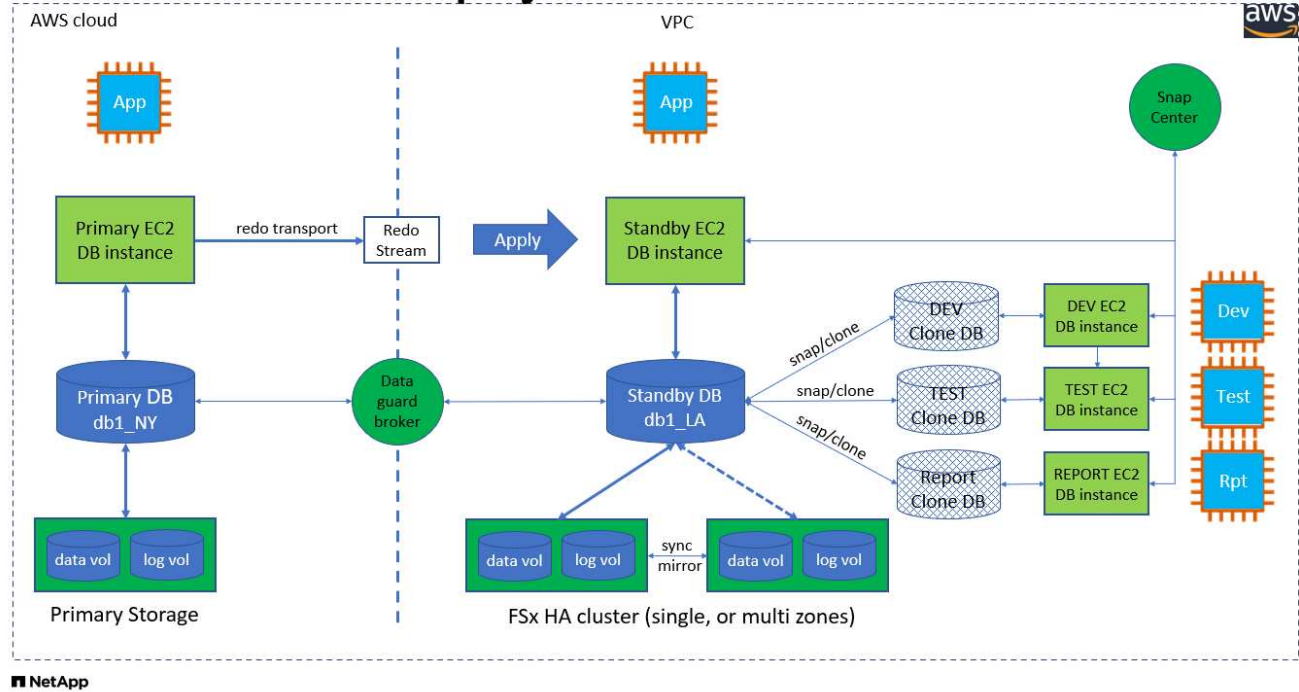 AWS cloud
VPC
aws
App
App
Snap
Center
Primary EC2
DB instance
redo transport
Redo
Stream
Apply
Standby EC2
DB instance
DEV
Clone DB
DEV EC2
DB instance
Dev
snap/clone
Primary DB
db1_NY
Data
guard
broker
Standby DB
db1_LA
snap/clone
TEST
Clone DB
TEST EC2
DB instance
Test
snap/clone
Report
Clone DB
REPORT EC2
DB instance
Rpt
data vol
log vol
data vol
log vol
sync
mirror
data vol
log vol
Primary Storage
FSx HA cluster (single, or multi zones)
NetApp